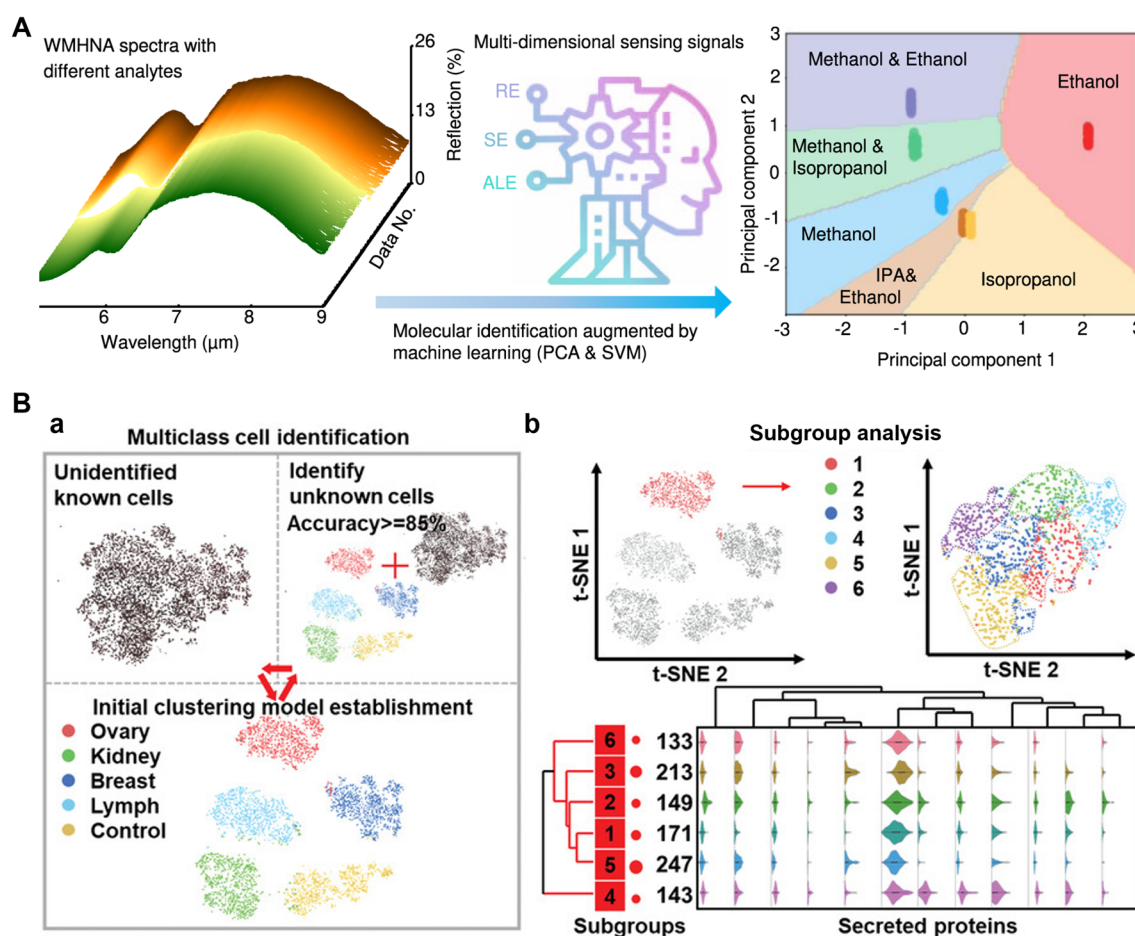 A
WMHNA spectra with
different analytes
26
13
0
Reflection (%)
Data No.
6
7
8
9
Wavelength (μm)
Multi-dimensional sensing signals
RE
SE
ALE
Molecular identification augmented by
machine learning (PCA & SVM)
3
2
1
0
-1
-2
Principal component 2
Methanol & Ethanol
Ethanol
Methanol &
Isopropanol
Methanol
IPA&
Ethanol
Isopropanol
-3
-2
-1
0
1
2
3
Principal component 1
B
a
Multiclass cell identification
Unidentified
known cells
Identify
unknown cells
Accuracy>=85%
Initial clustering model establishment
Ovary
Kidney
Breast
Lymph
Control
b
Subgroup analysis
t-SNE 1
t-SNE 2
1
2
3
4
5
6
t-SNE 1
t-SNE 2
6 133
3 213
2 149
1 171
5 247
4 143
Subgroups
Secreted proteins